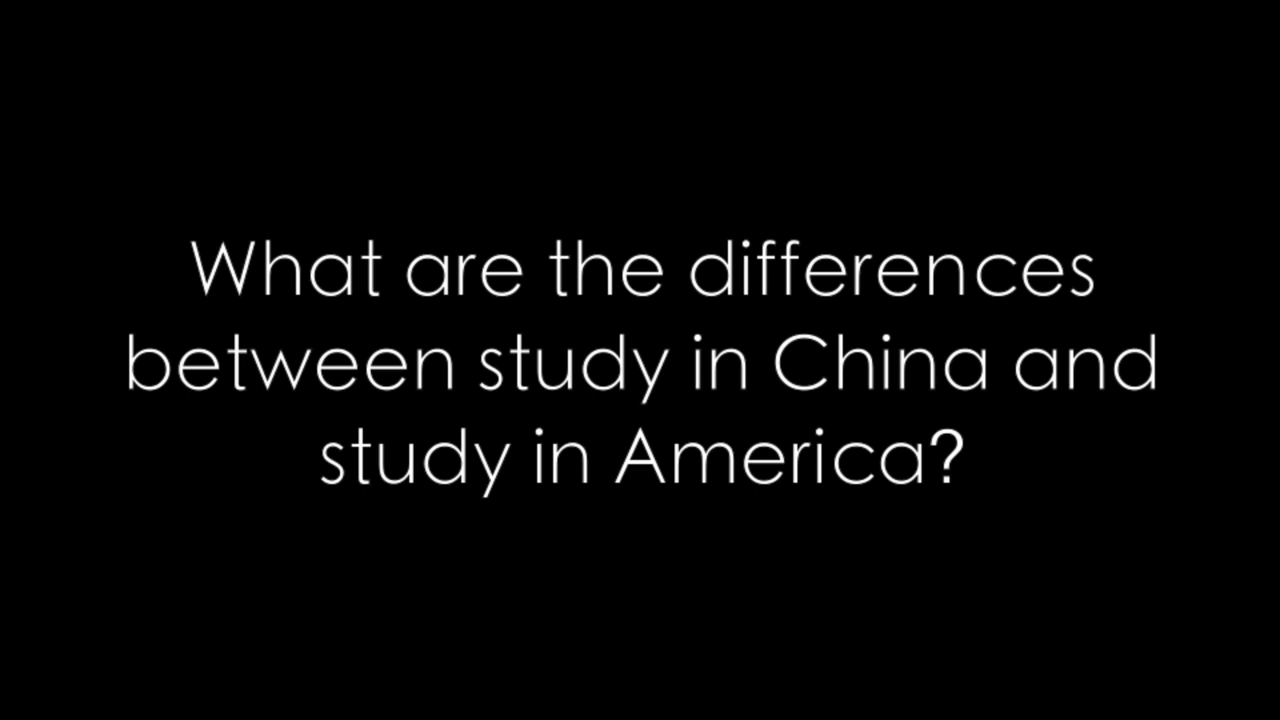 What are the differences
between study in China and
study in America?